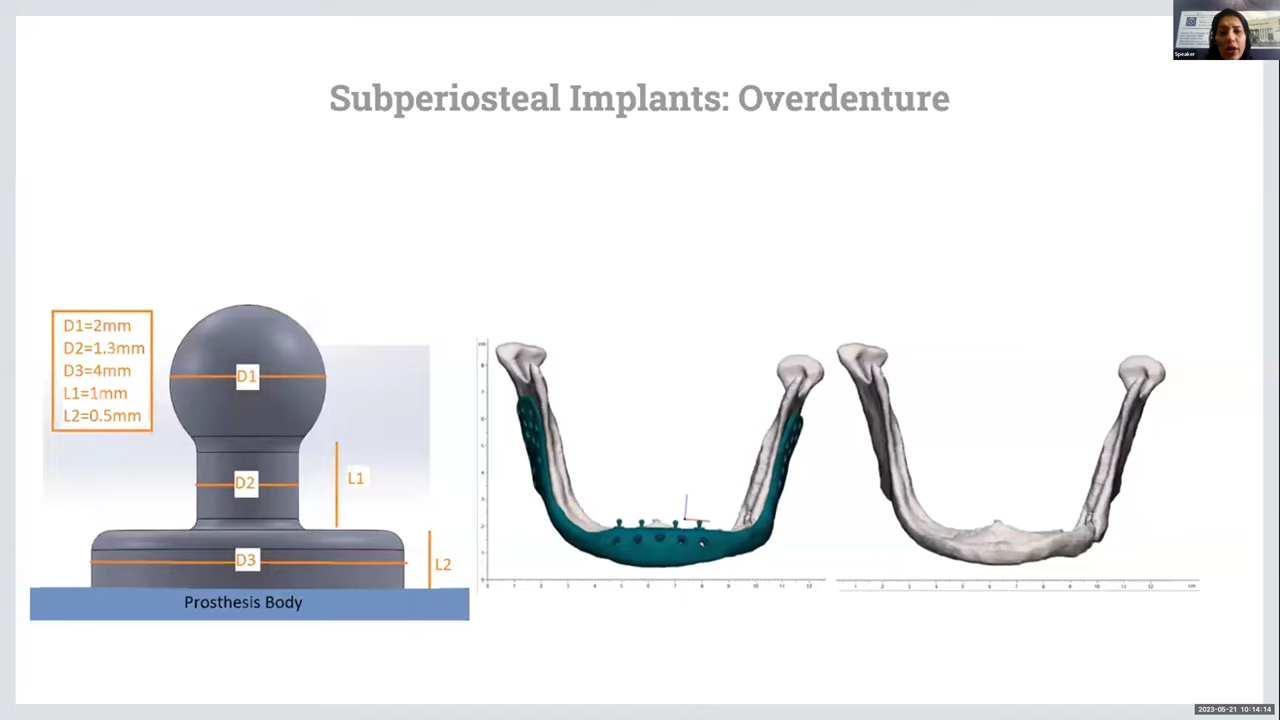 Speaker
Subperiosteal Implants: Overdenture
D1=2mm
D2=1.3mm
D3=4mm
L1=1mm
L2=0.5mm
D1
D2
L1
D3
L2
Prosthesis Body
2023-05-21 10:14:14